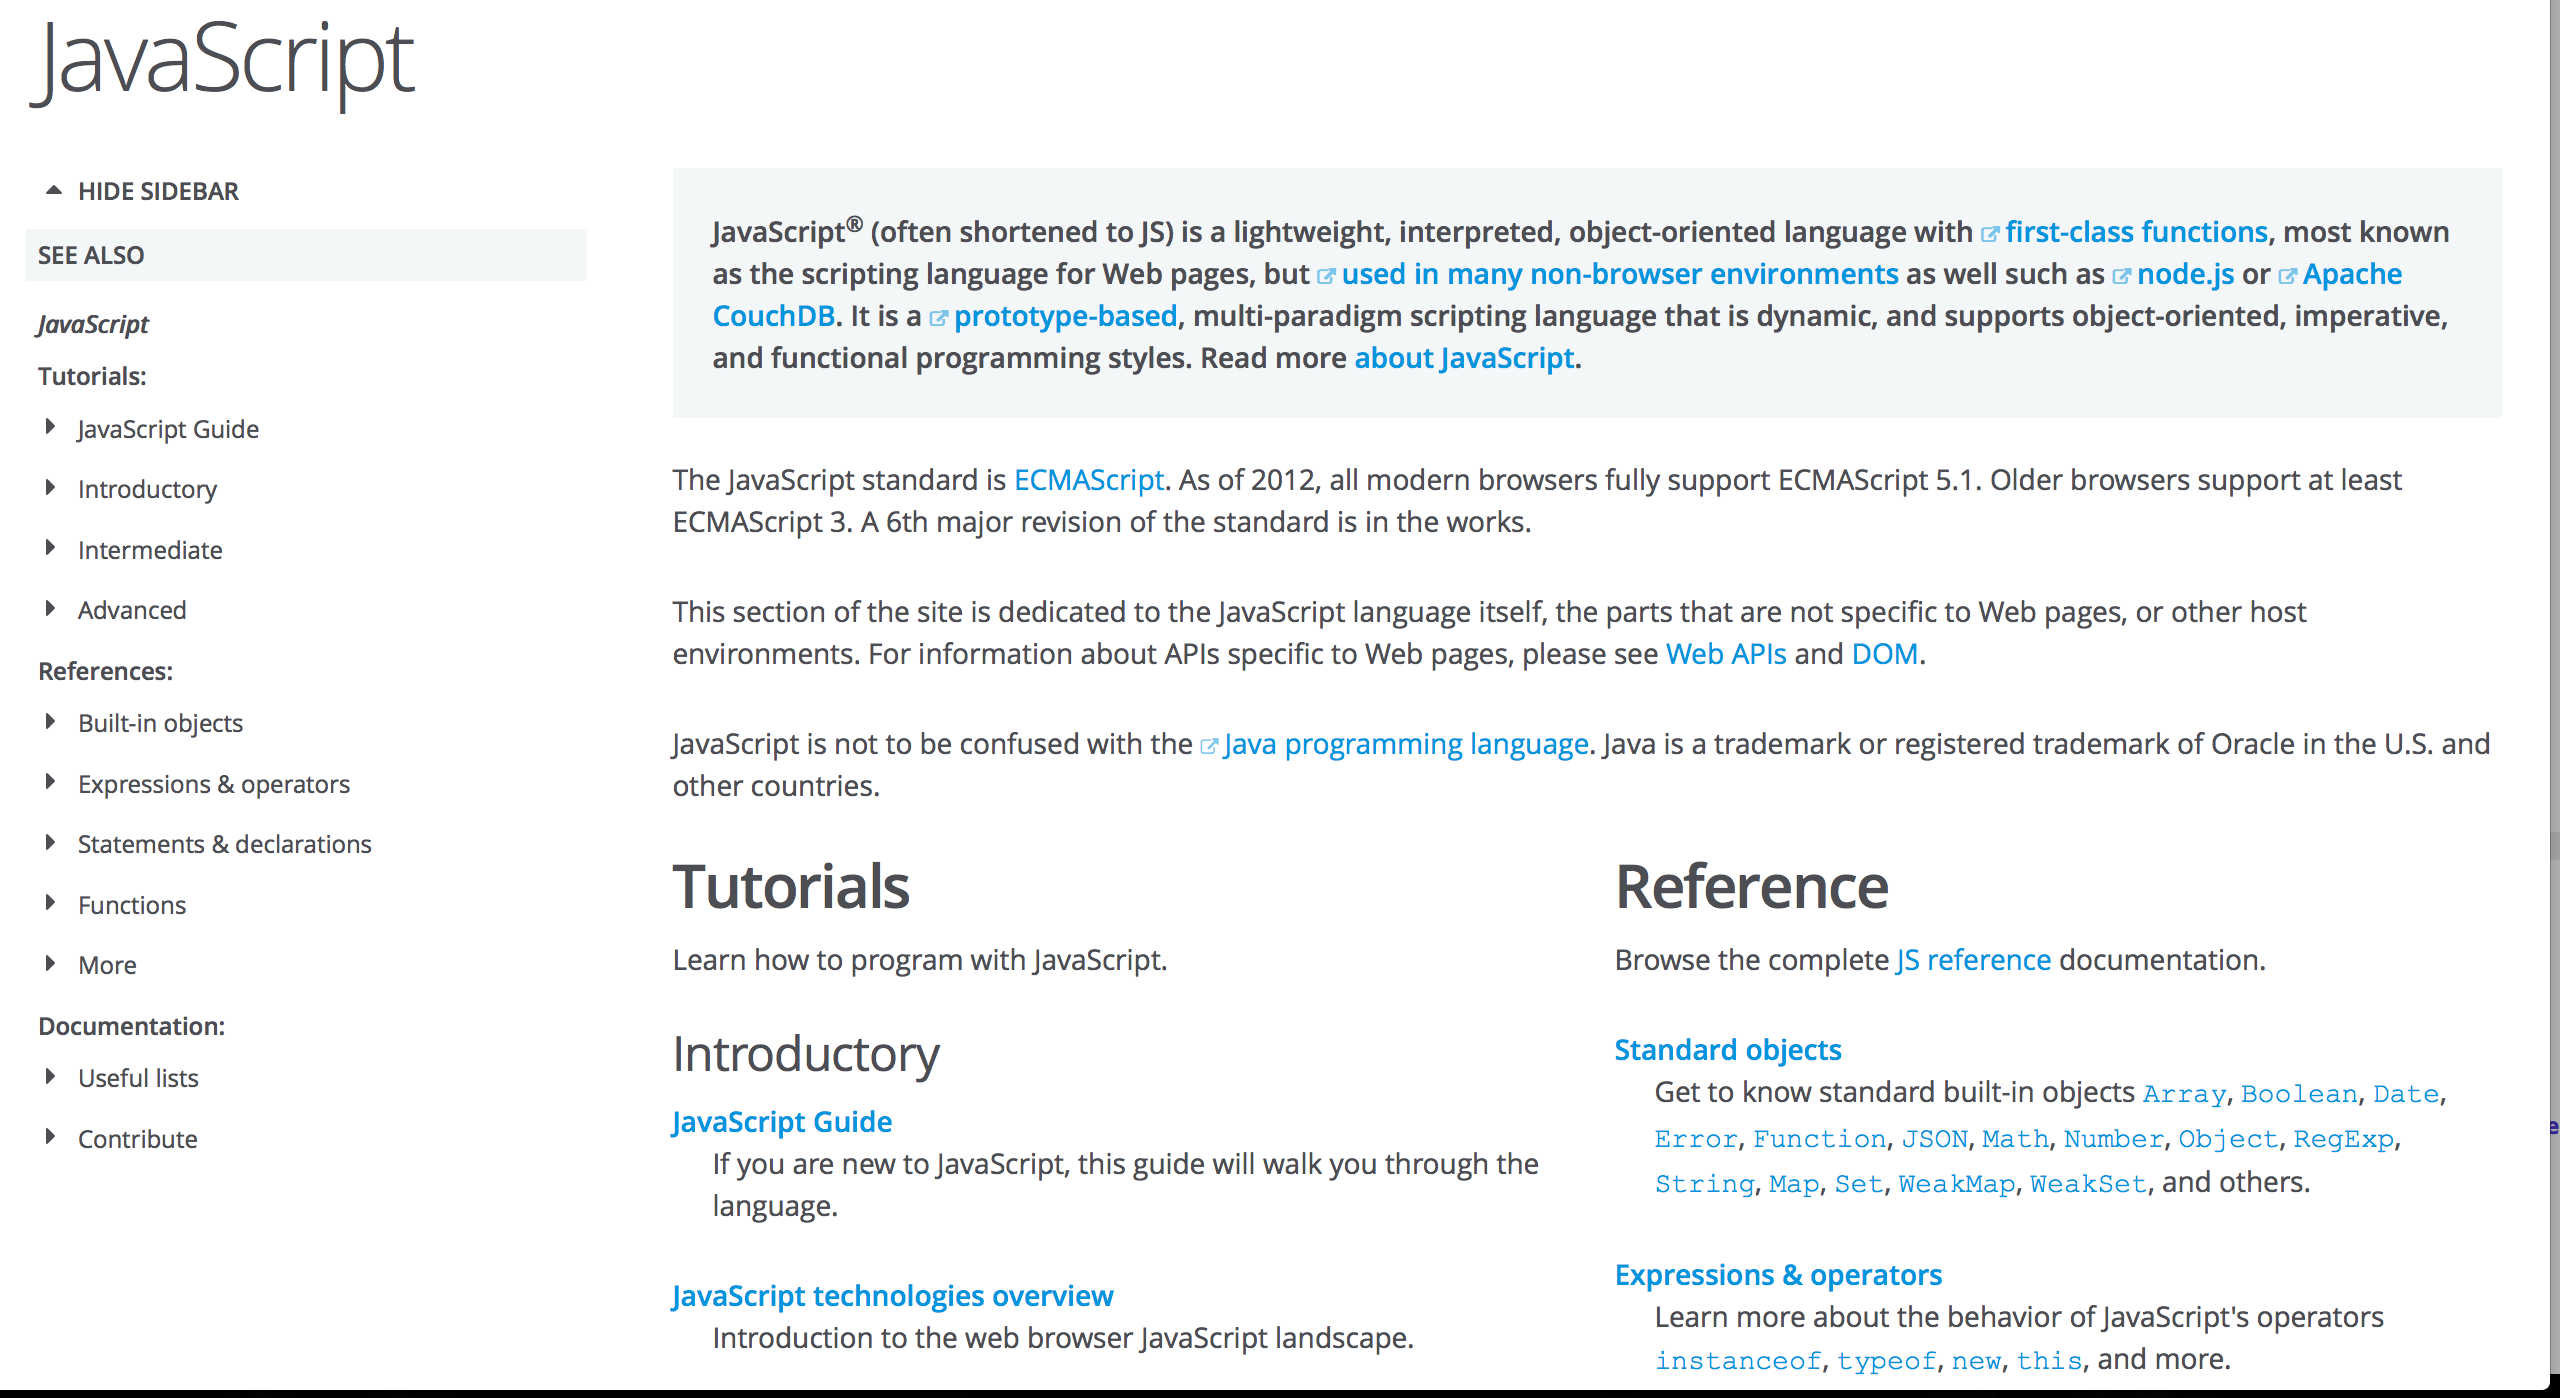 JavaScript
HIDE SIDEBAR
SEE ALSO
JavaScript
Tutorials:
JavaScript Guide
Introductory
Intermediate
Advanced
References:
Built-in objects
Expressions & operators
Statements & declarations
Functions
More
Documentation:
Useful lists
Contribute
JavaScript® (often shortened to JS) is a lightweight, interpreted, object-oriented language with first-class functions, most known
as the scripting language for Web pages, but used in many non-browser environments as well such as node.js or Apache
CouchDB. It is a prototype-based, multi-paradigm scripting language that is dynamic, and supports object-oriented, imperative,
and functional programming styles. Read more about JavaScript.
The JavaScript standard is ECMAScript. As of 2012, all modern browsers fully support ECMAScript 5.1. Older browsers support at least
ECMAScript 3. A 6th major revision of the standard is in the works.
This section of the site is dedicated to the JavaScript language itself, the parts that are not specific to Web pages, or other host
environments. For information about APIs specific to Web pages, please see Web APIs and DOM.
JavaScript is not to be confused with the Java programming language. Java is a trademark or registered trademark of Oracle in the U.S. and
other countries.
Tutorials
Learn how to program with JavaScript.
Introductory
JavaScript Guide
If you are new to JavaScript, this guide will walk you through the
language.
JavaScript technologies overview
Introduction to the web browser JavaScript landscape.
Reference
Browse the complete JS reference documentation.
Standard objects
Get to know standard built-in objects Array, Boolean, Date,
Error, Function, JSON, Math, Number, Object, RegExp,
String, Map, Set, WeakMap, WeakSet, and others.
Expressions & operators
Learn more about the behavior of JavaScript's operators
instanceof, typeof, new, this, and more.